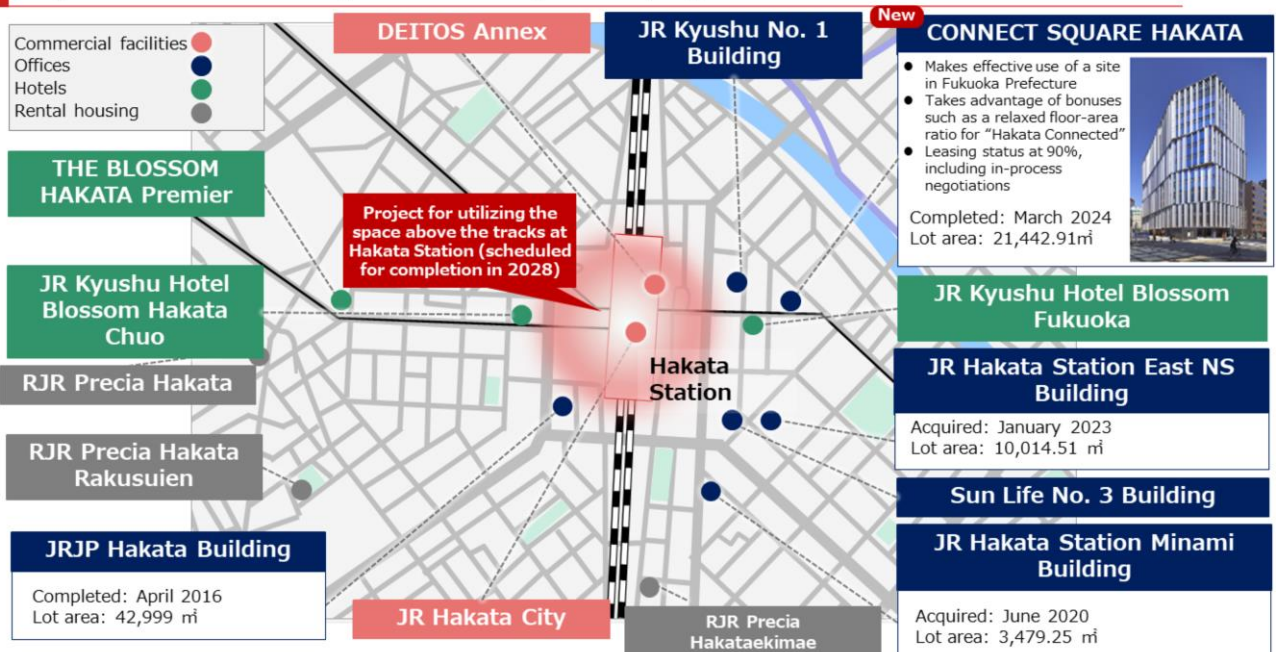 Commercial facilities
Offices
Hotels
Rental housing
DEITOS Annex
JR Kyushu No. 1
Building
New
CONNECT SQUARE HAKATA
● Makes effective use of a site
in Fukuoka Prefecture
● Takes advantage of bonuses
such as a relaxed floor-area
ratio for “Hakata Connected”
● Leasing status at 90%,
including in-process
negotiations
Completed: March 2024
Lot area: 21,442.91㎡
THE BLOSSOM
HAKATA Premier
Project for utilizing the
space above the tracks at
Hakata Station (scheduled
for completion in 2028)
JR Kyushu Hotel
Blossom Hakata
Chuo
JR Kyushu Hotel Blossom
Fukuoka
Hakata
Station
RJR Precia Hakata
JR Hakata Station East NS
Building
Acquired: January 2023
Lot area: 10,014.51 ㎡
RJR Precia Hakata
Rakusuien
Sun Life No. 3 Building
JRJP Hakata Building
Completed: April 2016
Lot area: 42,999 ㎡
JR Hakata City
RJR Precia
Hakataekimae
JR Hakata Station Minami
Building
Acquired: June 2020
Lot area: 3,479.25 ㎡